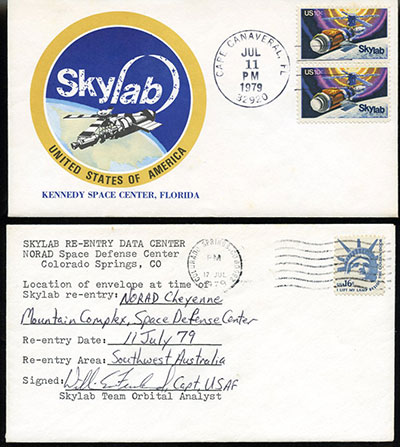 Skylab
UNITED STATES OF AMERICA
KENNEDY SPACE CENTER, FLORIDA
CAPE CANAVERAL, FL
JUL
11
PM
1979
32920
US 10c
Skylab
US 10c
Skylab
SKYLAB RE-ENTRY DATA CENTER
NORAD Space Defense Center
Colorado Springs, CO
PM
12 JUL
1979
USA 16c
Location of envelope at time of
Skylab re-entry: NORAD Cheyenne
Mountain Complex, Space Defense Center
Re-entry Date: 11 July 79
Re-entry Area: Southwest Australia
Signed: Capt, USAF
Skylab Team Orbital Analyst